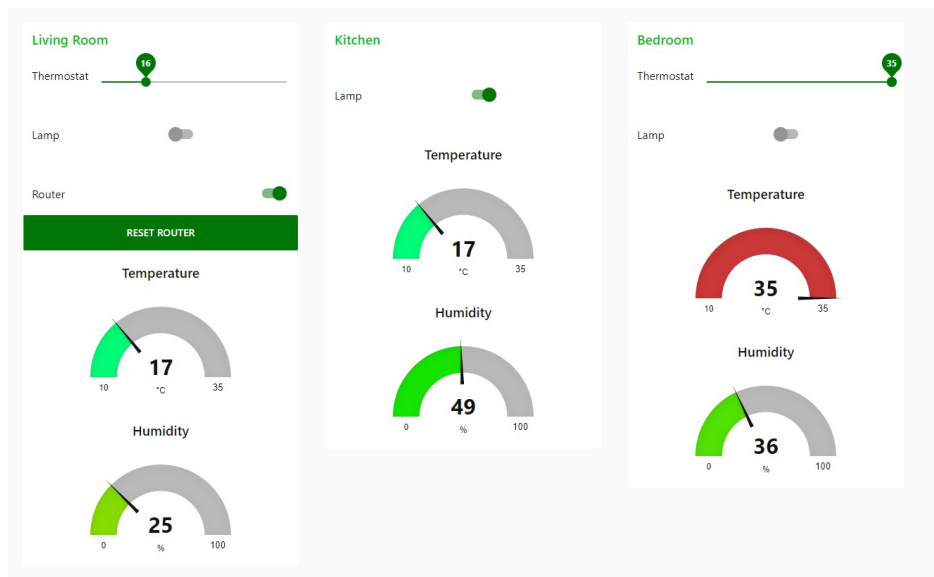 Living Room
Thermostat
16
Lamp
Router
RESET ROUTER
Temperature
17
10 °C 35
Humidity
25
0 % 100
Kitchen
Lamp
Temperature
17
10 °C 35
Humidity
49
0 % 100
Bedroom
Thermostat
35
Lamp
Temperature
35
10 °C 35
Humidity
36
0 % 100